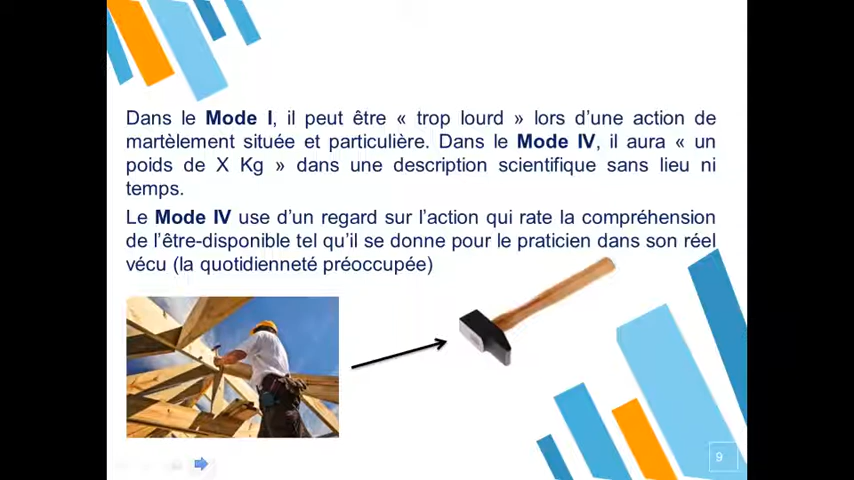 Dans le Mode I, il peut être « trop lourd » lors d’une action de
martèlement située et particulière. Dans le Mode IV, il aura « un
poids de X Kg » dans une description scientifique sans lieu ni
temps.
Le Mode IV use d’un regard sur l’action qui rate la compréhension
de l’être-disponible tel qu’il se donne pour le praticien dans son réel
vécu (la quotidienneté préoccupée)
9